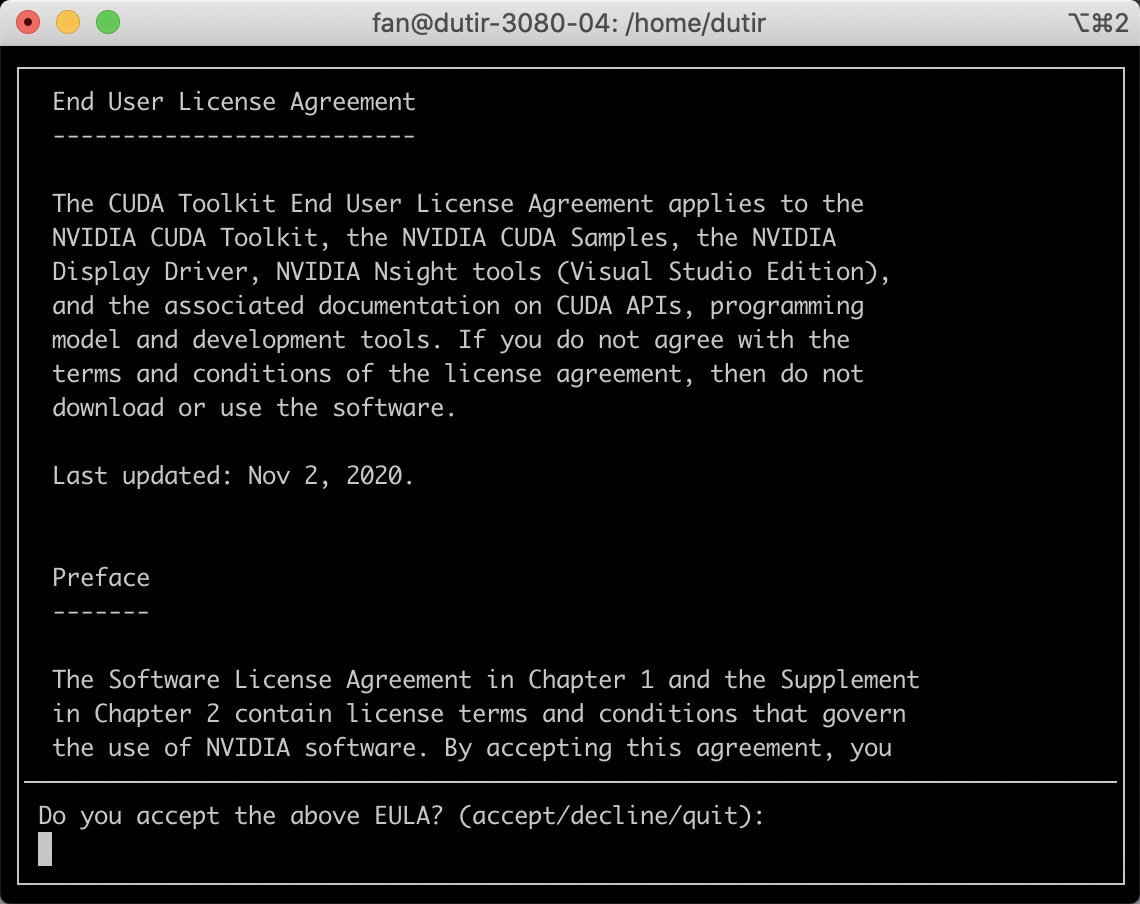 fan@dutir-3080-04: /home/dutir
⌥⌘2
End User License Agreement
--------------------------
The CUDA Toolkit End User License Agreement applies to the
NVIDIA CUDA Toolkit, the NVIDIA CUDA Samples, the NVIDIA
Display Driver, NVIDIA Nsight tools (Visual Studio Edition),
and the associated documentation on CUDA APIs, programming
model and development tools. If you do not agree with the
terms and conditions of the license agreement, then do not
download or use the software.
Last updated: Nov 2, 2020.
Preface
-------
The Software License Agreement in Chapter 1 and the Supplement
in Chapter 2 contain license terms and conditions that govern
the use of NVIDIA software. By accepting this agreement, you
Do you accept the above EULA? (accept/decline/quit):